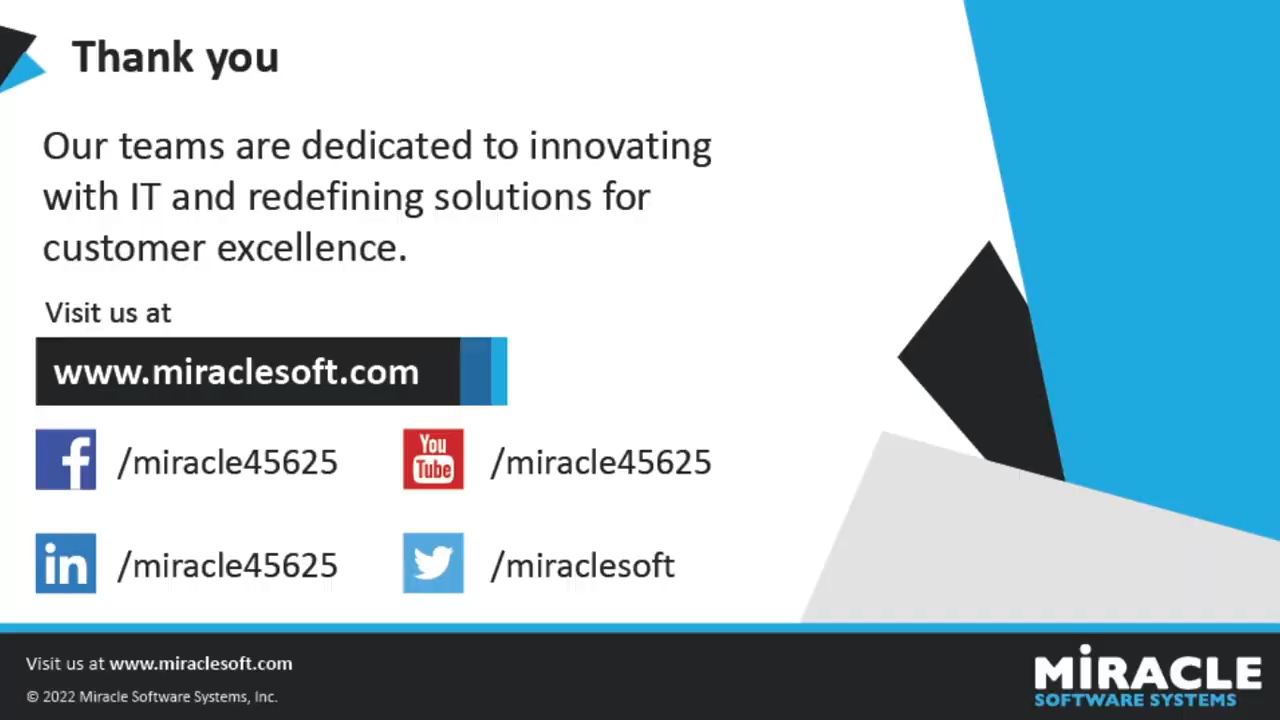 Thank you
Our teams are dedicated to innovating
with IT and redefining solutions for
customer excellence.
Visit us at
www.miraclesoft.com
f /miracle45625
You
Tube /miracle45625
in /miracle45625
/miraclesoft
Visit us at www.miraclesoft.com
© 2022 Miracle Software Systems, Inc.
MiRACLE
SOFTWARE SYSTEMS